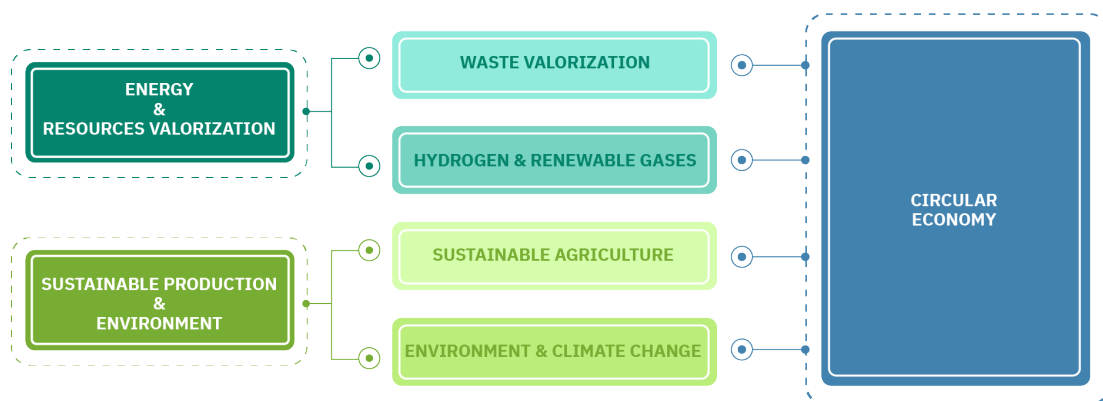 ENERGY
&
RESOURCES VALORIZATION
WASTE VALORIZATION
HYDROGEN & RENEWABLE GASES
SUSTAINABLE PRODUCTION
&
ENVIRONMENT
SUSTAINABLE AGRICULTURE
ENVIRONMENT & CLIMATE CHANGE
CIRCULAR
ECONOMY